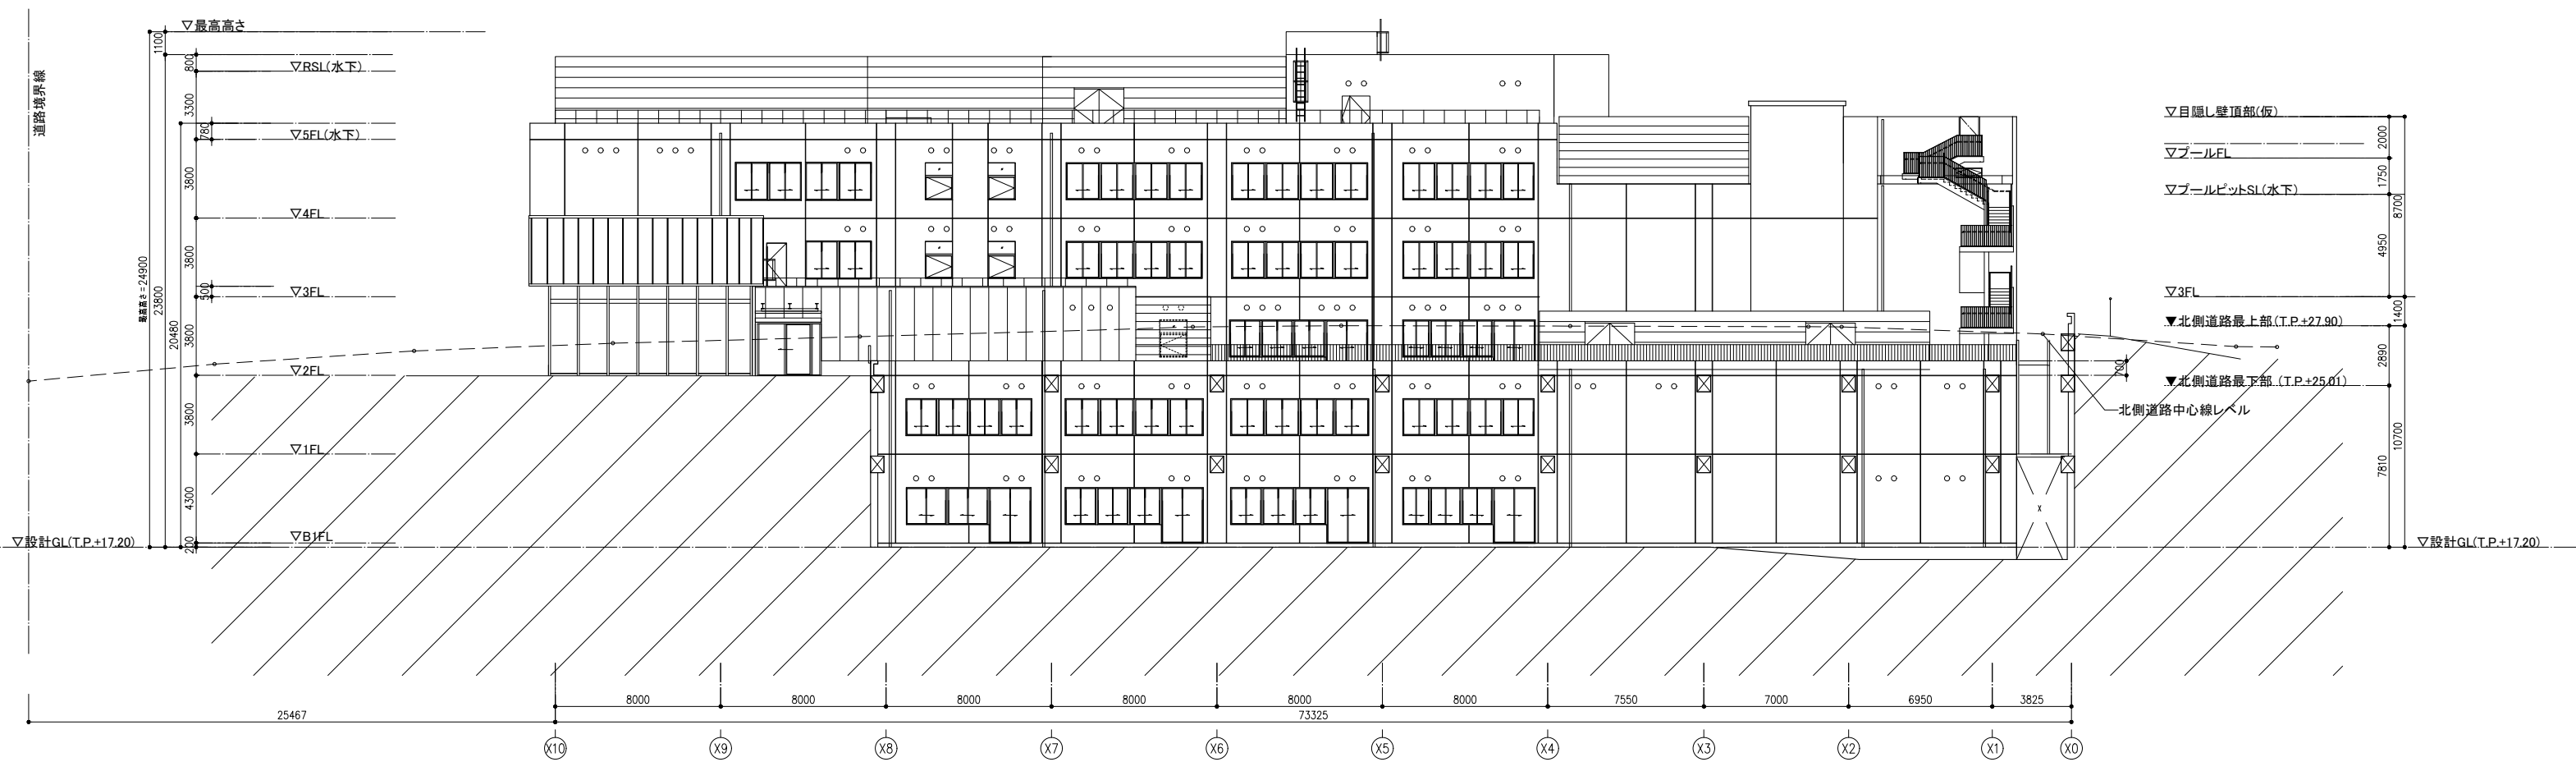 道路境界線
▽最高高さ
▽RSL(水下)
▽5FL(水下)
▽4FL
▽3FL
▽2FL
▽1FL
▽B1FL
▽設計GL(T.P.+17.20)
最高高さ=24900
1100
23800
20480
800
3300
780
3800
3800
500
3800
3800
4300
200
▽目隠し壁頂部(仮)
▽プールFL
▽プールピットSL(水下)
▽3FL
▼北側道路最上部(T.P.+27.90)
▼北側道路最下部 (T.P.+25.01)
北側道路中心線レベル
▽設計GL(T.P.+17.20)
2000
1750
4950
8700
1400
2890
700
7810
10700
X
8000
8000
8000
8000
8000
8000
7550
7000
6950
3825
25467
73325
X10
X9
X8
X7
X6
X5
X4
X3
X2
X1
X0